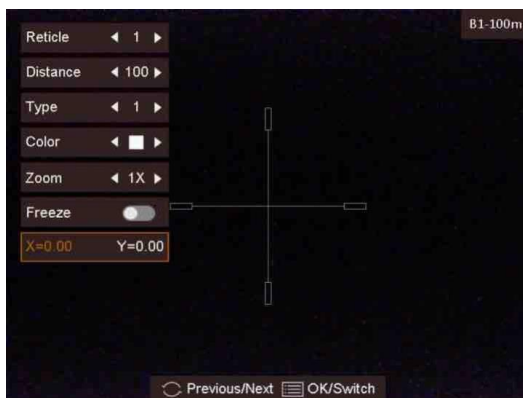 B1-100m
Reticle 1
Distance 100
Type 1
Color
Zoom 1X
Freeze
X=0.00 Y=0.00
Previous/Next OK/Switch